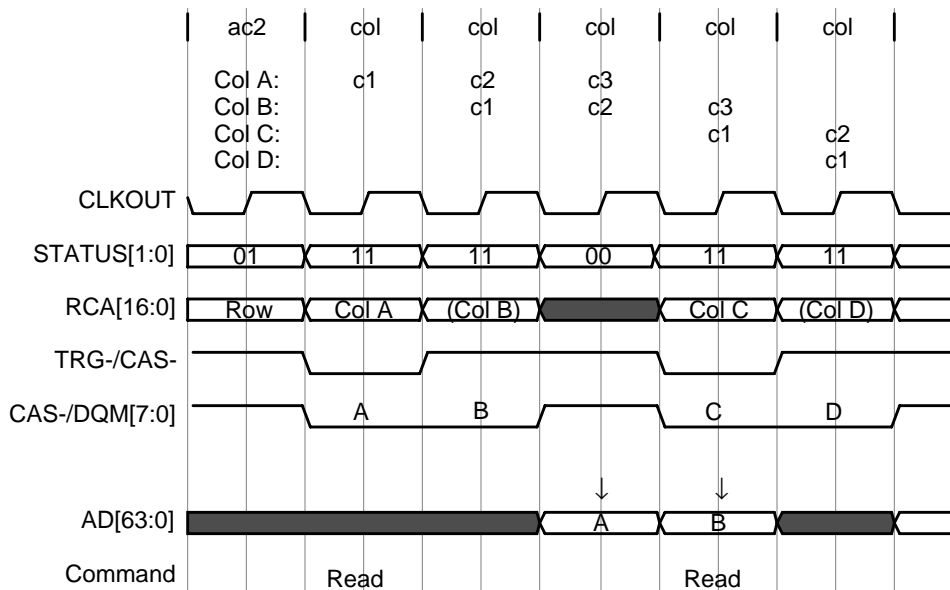 ac2 col col col col col
Col A: c1 c2 c3
Col B: c1 c2 c3
Col C: c1 c2
Col D: c1
CLKOUT
STATUS[1:0] 01 11 11 00 11 11
RCA[16:0] Row Col A (Col B) Col C (Col D)
TRG-/CAS-
CAS-/DQM[7:0] A B C D
AD[63:0] A B
Command Read Read